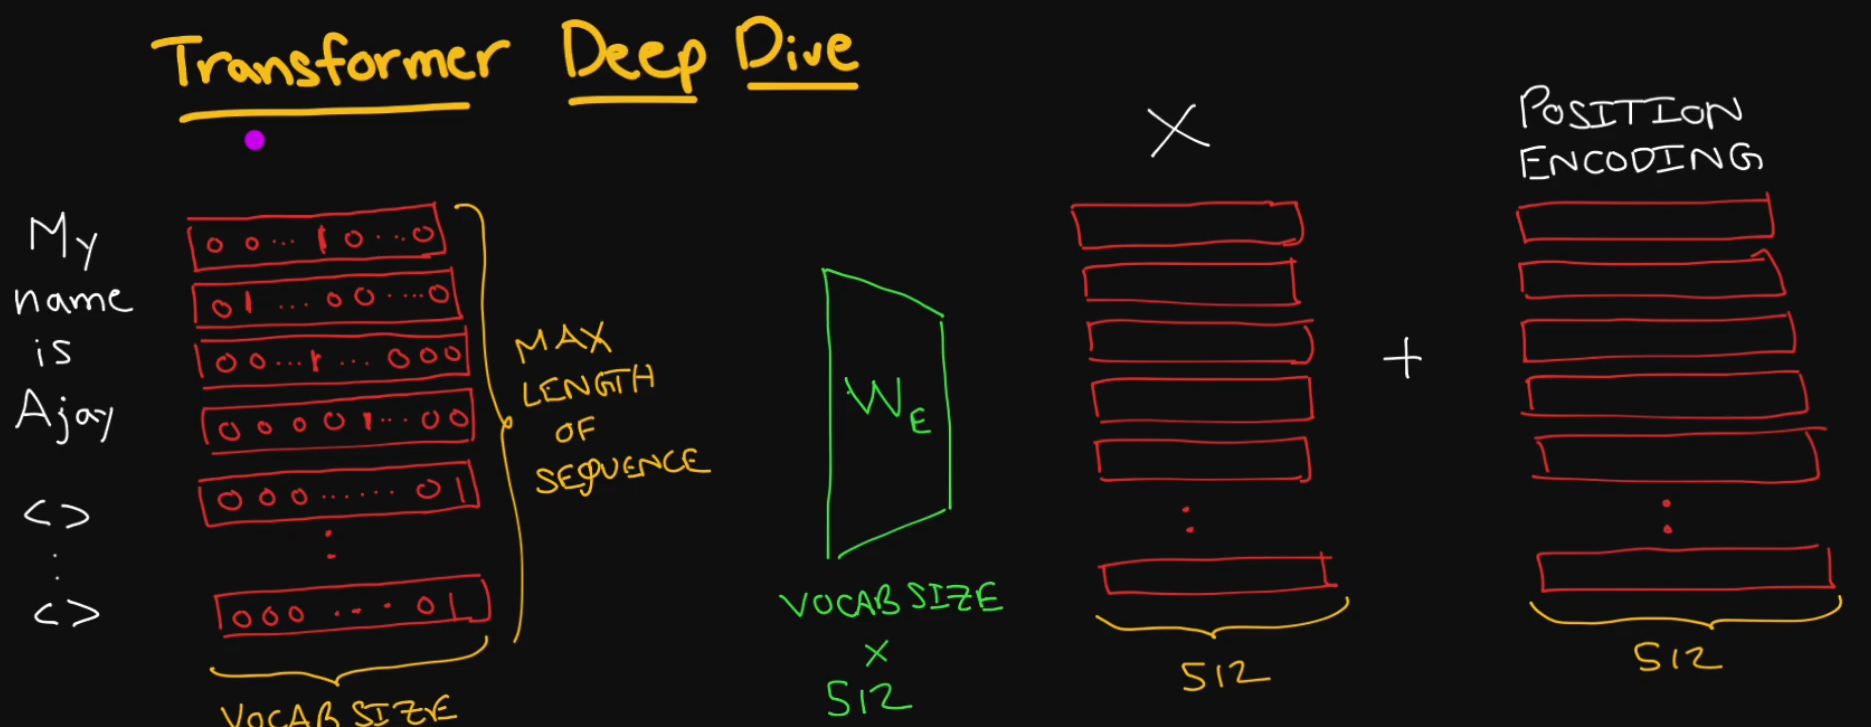 Transformer Deep Dive
X
POSITION
ENCODING
My
name
is
Ajay
<>
:
<>
0 0 ... 1 0 ... 0
0 1 .... 0 0 .... 0
0 0 ... 1 ... 0 0 0
0 0 0 0 1 ... 0 0
0 0 0 ...... 0 1
:
0 0 0 .... 0 1
VOCAB SIZE
MAX
LENGTH
OF
SEQUENCE
WE
VOCAB SIZE
×
512
:
512
+
:
512